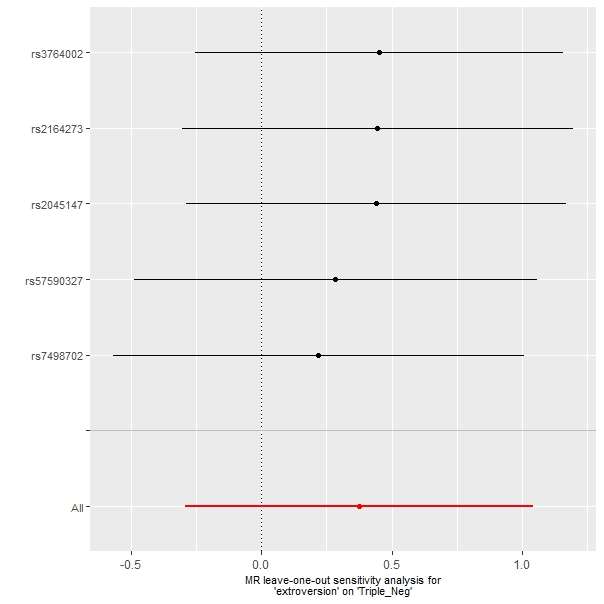 rs3764002
rs2164273
rs2045147
rs57590327
rs7498702
All
-0.5 0.0 0.5 1.0
MR leave-one-out sensitivity analysis for
'extroversion' on 'Triple_Neg'